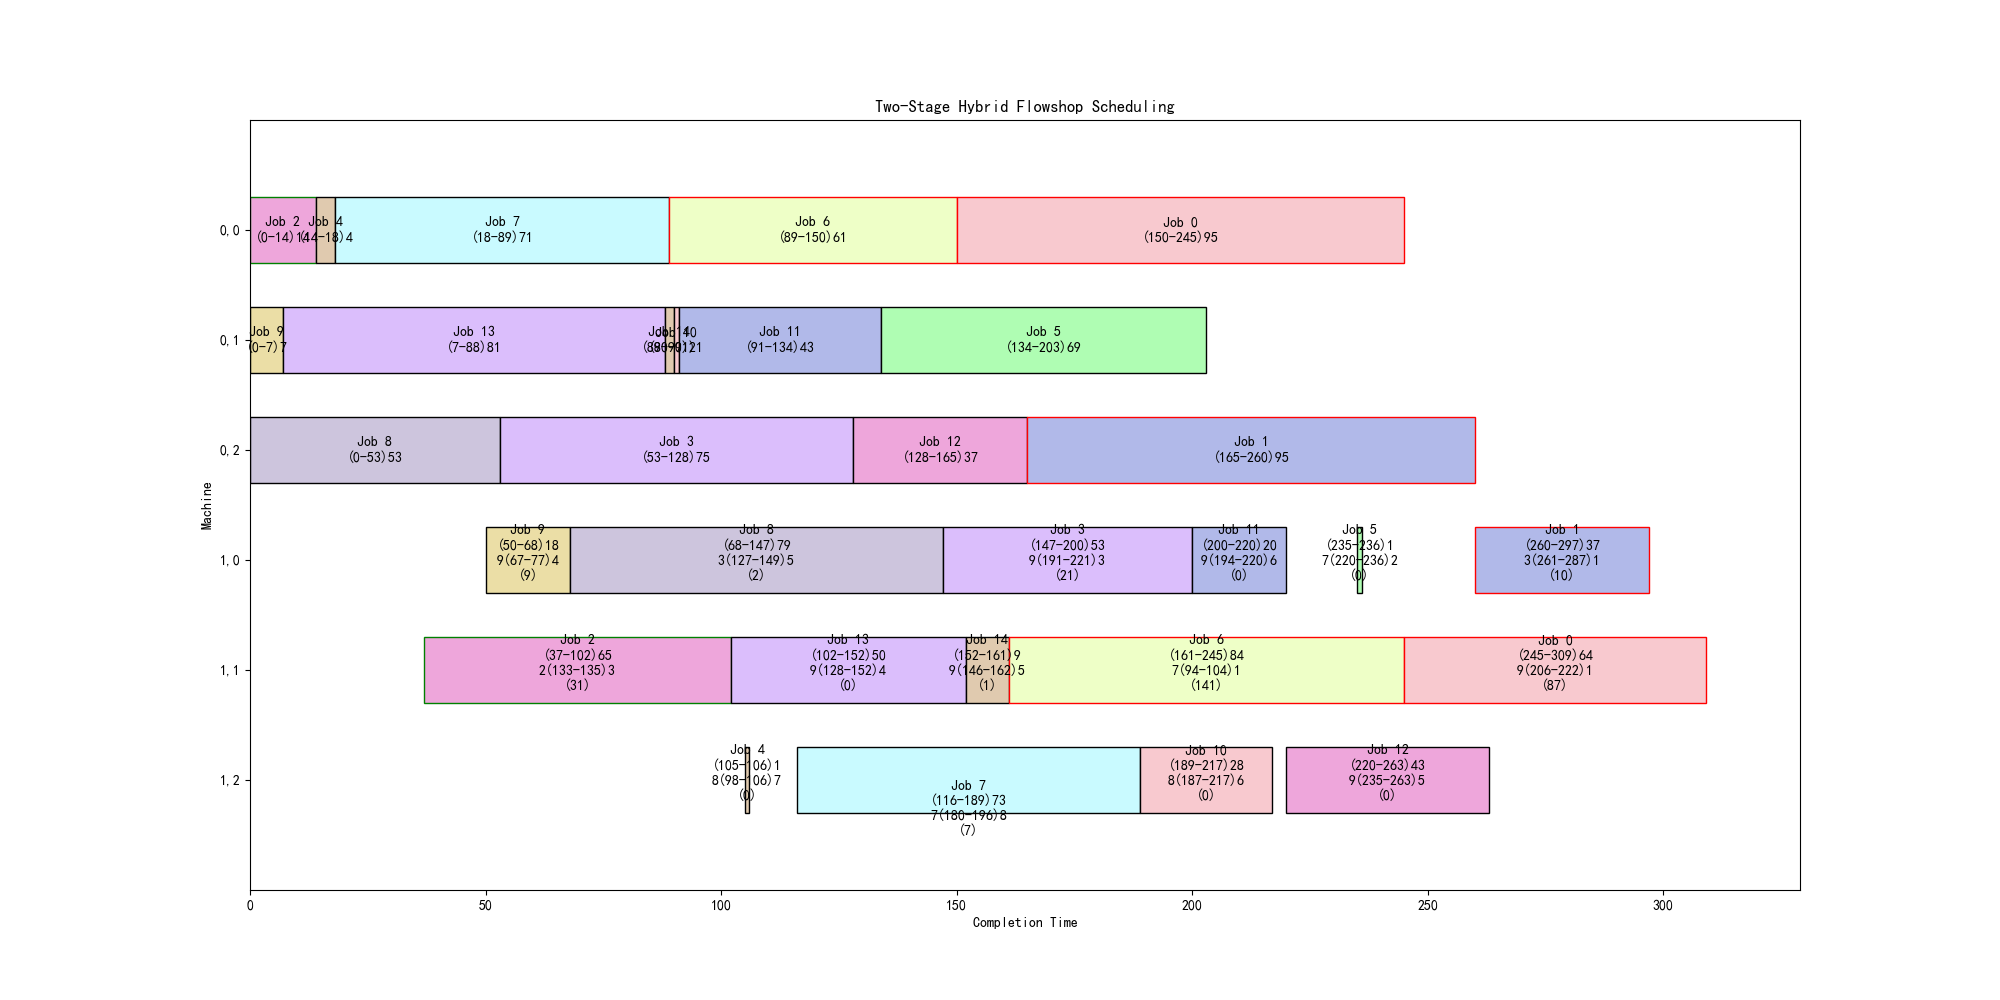 Two-Stage Hybrid Flowshop Scheduling
0,0
Job 2
(0-14)14
Job 4
(14-18)4
Job 7
(18-89)71
Job 6
(89-150)61
Job 0
(150-245)95
0,1
Job 9
(0-7)7
Job 13
(7-88)81
Job 11
(91-134)43
Job 5
(134-203)69
0,2
Job 8
(0-53)53
Job 3
(53-128)75
Job 12
(128-165)37
Job 1
(165-260)95
Machine
1,0
Job 9
(50-68)18
9(67-77)4
(9)
Job 8
(68-147)79
3(127-149)5
(2)
Job 3
(147-200)53
9(191-221)3
(21)
Job 11
(200-220)20
9(194-220)6
(0)
Job 5
(235-236)1
7(220-236)2
(0)
Job 1
(260-297)37
3(261-287)1
(10)
1,1
Job 2
(37-102)65
2(133-135)3
(31)
Job 13
(102-152)50
9(128-152)4
(0)
Job 14
(152-161)9
9(146-162)5
(1)
Job 6
(161-245)84
7(94-104)1
(141)
Job 0
(245-309)64
9(206-222)1
(87)
1,2
Job 4
(105-106)1
8(98-106)7
(0)
Job 7
(116-189)73
7(180-196)8
(7)
Job 10
(189-217)28
8(187-217)6
(0)
Job 12
(220-263)43
9(235-263)5
(0)
0 50 100 150 200 250 300
Completion Time